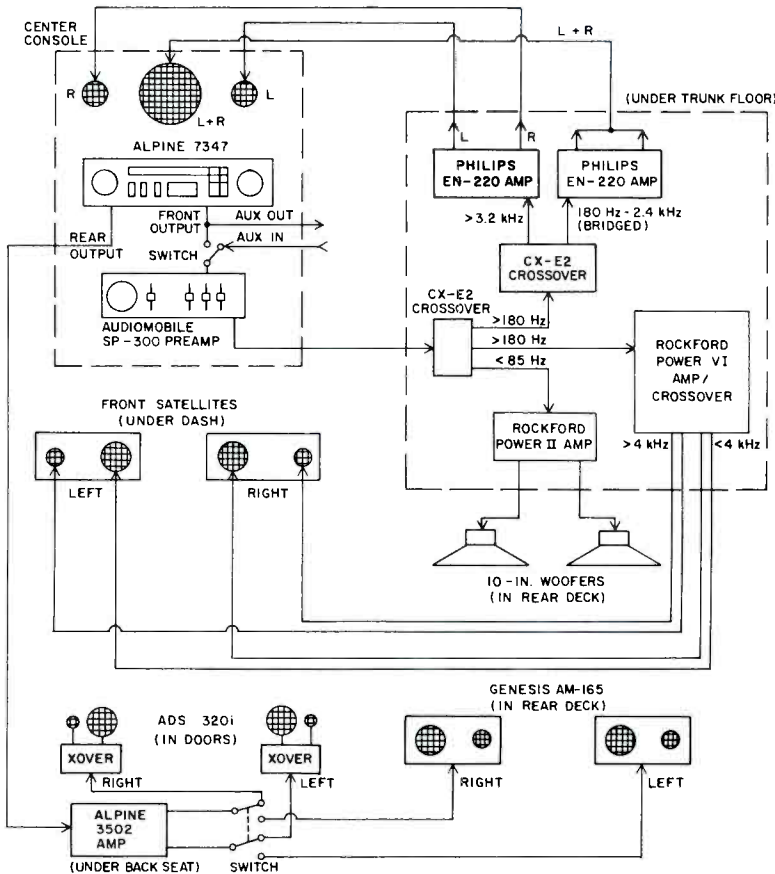 CENTER
CONSOLE
L + R
(UNDER TRUNK FLOOR)
R
L
L+R
L
R
ALPINE 7347
PHILIPS
EN-220 AMP
PHILIPS
EN-220 AMP
>3.2 kHz
180 Hz - 2.4 kHz
(BRIDGED)
FRONT
OUTPUT
AUX OUT
REAR
OUTPUT
SWITCH
AUX IN
CX-E2
CROSSOVER
CX-E2
CROSSOVER
AUDIOMOBILE
SP-300 PREAMP
>180 Hz
>180 Hz
<85 Hz
ROCKFORD
POWER VI
AMP/
CROSSOVER
FRONT SATELLITES
(UNDER DASH)
ROCKFORD
POWER II AMP
>4 kHz
<4 kHz
LEFT
RIGHT
10-IN. WOOFERS
(IN REAR DECK)
ADS 320i
(IN DOORS)
GENESIS AM-165
(IN REAR DECK)
XOVER
XOVER
RIGHT
LEFT
RIGHT
LEFT
ALPINE
3502
AMP
(UNDER BACK SEAT)
SWITCH